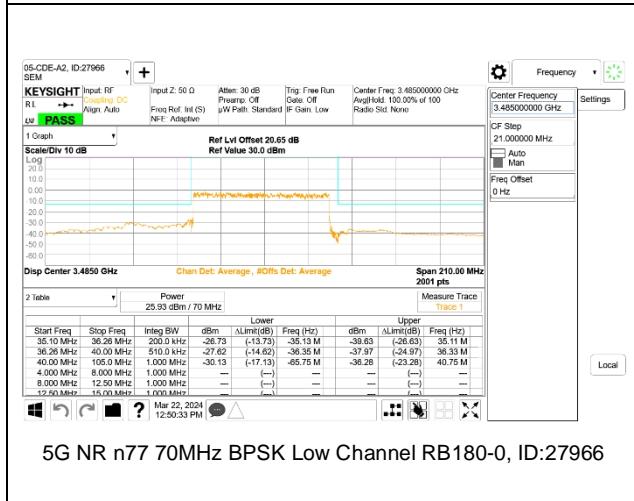 05-CDE-A2, ID:27966
SEM
Frequency
KEYSIGHT Input: RF Input Z: 50 Ω Atten: 30 dB Trig: Free Run Center Freq: 3.485000000 GHz
RL Coupling: DC Preamp: Off Gate: Off Avg|Hold: 100.00% of 100
Align: Auto Freq Ref: Int (S) µW Path: Standard IF Gain: Low Radio Std: None
NFE: Adaptive
PASS
Center Frequency
3.485000000 GHz
Settings
CF Step
21.000000 MHz
Auto
Man
Freq Offset
0 Hz
1 Graph
Scale/Div 10 dB
Ref Lvl Offset 20.65 dB
Ref Value 30.0 dBm
Log
20.0
10.0
0.00
-10.0
-20.0
-30.0
-40.0
-50.0
-60.0
Disp Center 3.4850 GHz Chan Det: Average , #Offs Det: Average Span 210.00 MHz
2001 pts
2 Table Power Measure Trace
25.93 dBm / 70 MHz Trace 1
Lower Upper
Start Freq Stop Freq Integ BW dBm ΔLimit(dB) Freq (Hz) dBm ΔLimit(dB) Freq (Hz)
35.10 MHz 36.26 MHz 200.0 kHz -26.73 (-13.73) -35.13 M -39.63 (-26.63) 35.11 M
36.26 MHz 40.00 MHz 510.0 kHz -27.62 (-14.62) -36.35 M -37.97 (-24.97) 36.33 M
40.00 MHz 105.0 MHz 1.000 MHz -30.13 (-17.13) -65.75 M -36.28 (-23.28) 40.75 M
4.000 MHz 8.000 MHz 1.000 MHz --- (---) --- (---)
8.000 MHz 12.50 MHz 1.000 MHz --- (---) --- (---)
12.50 MHz 15.00 MHz 1.000 MHz --- (---) --- (---)
Local
Mar 22, 2024
12:50:33 PM
5G NR n77 70MHz BPSK Low Channel RB180-0, ID:27966